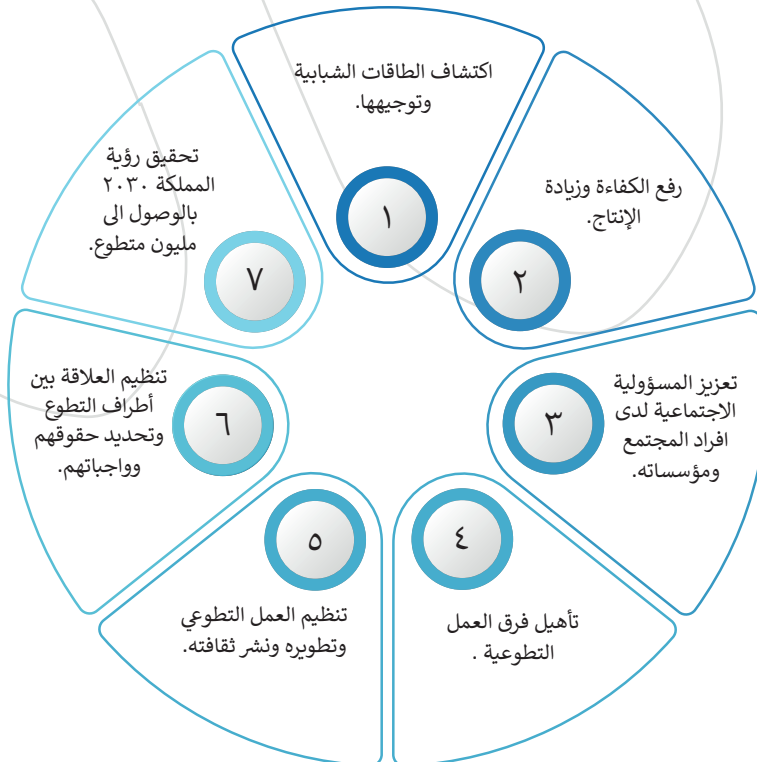 اكتشاف الطاقات الشبابية
وتوجيهها.
١
رفع الكفاءة وزيادة
الإنتاج.
٢
تعزيز المسؤولية
الاجتماعية لدى
افراد المجتمع
ومؤسساته.
٣
تأهيل فرق العمل
التطوعية .
٤
تنظيم العمل التطوعي
وتطويره ونشر ثقافته.
٥
تنظيم العلاقة بين
أطراف التطوع
وتحديد حقوقهم
وواجباتهم.
٦
تحقيق رؤية
المملكة ٢٠٣٠
بالوصول الى
مليون متطوع.
٧